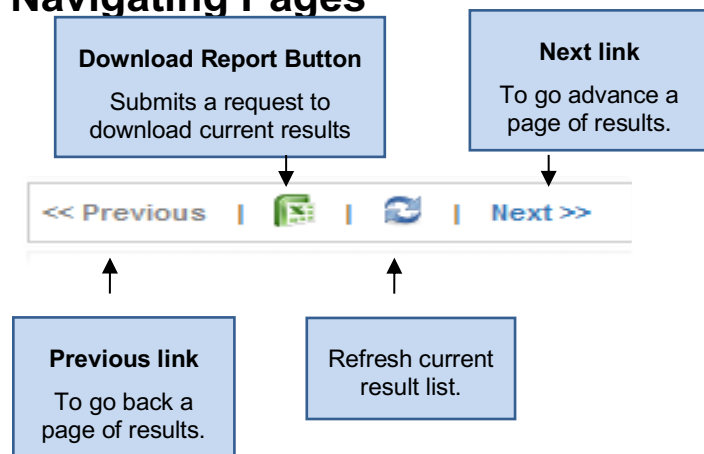 Navigating Pages
Download Report Button
Submits a request to
download current results
Next link
To go advance a
page of results.
<< Previous | | | Next >>
Previous link
To go back a
page of results.
Refresh current
result list.